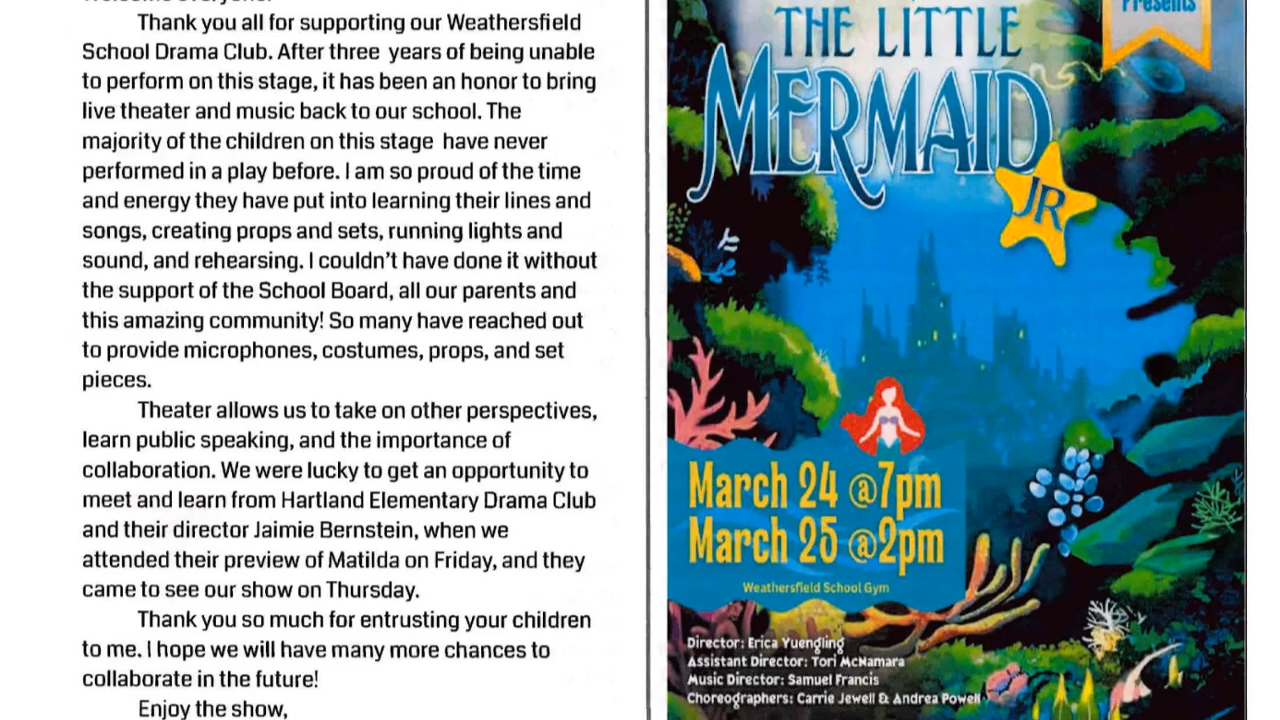 Welcome everyone!
Thank you all for supporting our Weathersfield
School Drama Club. After three years of being unable
to perform on this stage, it has been an honor to bring
live theater and music back to our school. The
majority of the children on this stage have never
performed in a play before. I am so proud of the time
and energy they have put into learning their lines and
songs, creating props and sets, running lights and
sound, and rehearsing. I couldn't have done it without
the support of the School Board, all our parents and
this amazing community! So many have reached out
to provide microphones, costumes, props, and set
pieces.
Theater allows us to take on other perspectives,
learn public speaking, and the importance of
collaboration. We were lucky to get an opportunity to
meet and learn from Hartland Elementary Drama Club
and their director Jaimie Bernstein, when we
attended their preview of Matilda on Friday, and they
came to see our show on Thursday.
Thank you so much for entrusting your children
to me. I hope we will have many more chances to
collaborate in the future!
Enjoy the show,
Presents
THE LITTLE
MERMAID
JR
March 24 @7pm
March 25 @2pm
Weathersfield School Gym
Director: Erica Yuengling
Assistant Director: Tori McNamara
Music Director: Samuel Francis
Choreographers: Carrie Jewell & Andrea Powell